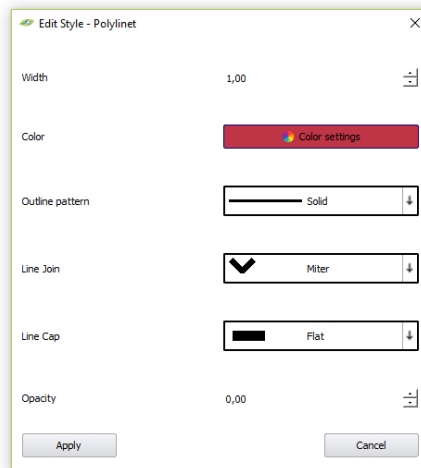 Edit Style - Polylinet
Width 1,00
Color Color settings
Outline pattern Solid
Line Join Miter
Line Cap Flat
Opacity 0,00
Apply Cancel